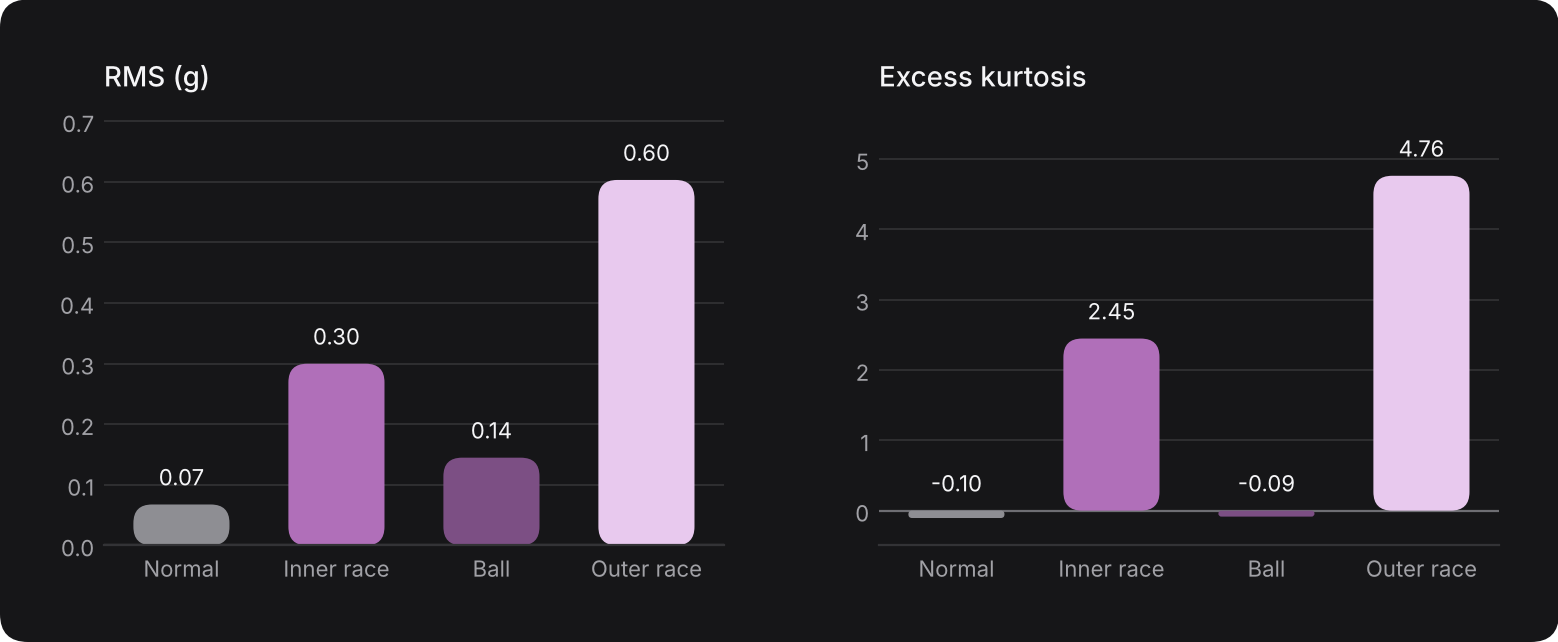 RMS (g)
0.7
0.6
0.5
0.4
0.3
0.2
0.1
0.0
0.07
0.30
0.14
0.60
Normal
Inner race
Ball
Outer race
Excess kurtosis
5
4
3
2
1
0
-0.10
2.45
-0.09
4.76
Normal
Inner race
Ball
Outer race